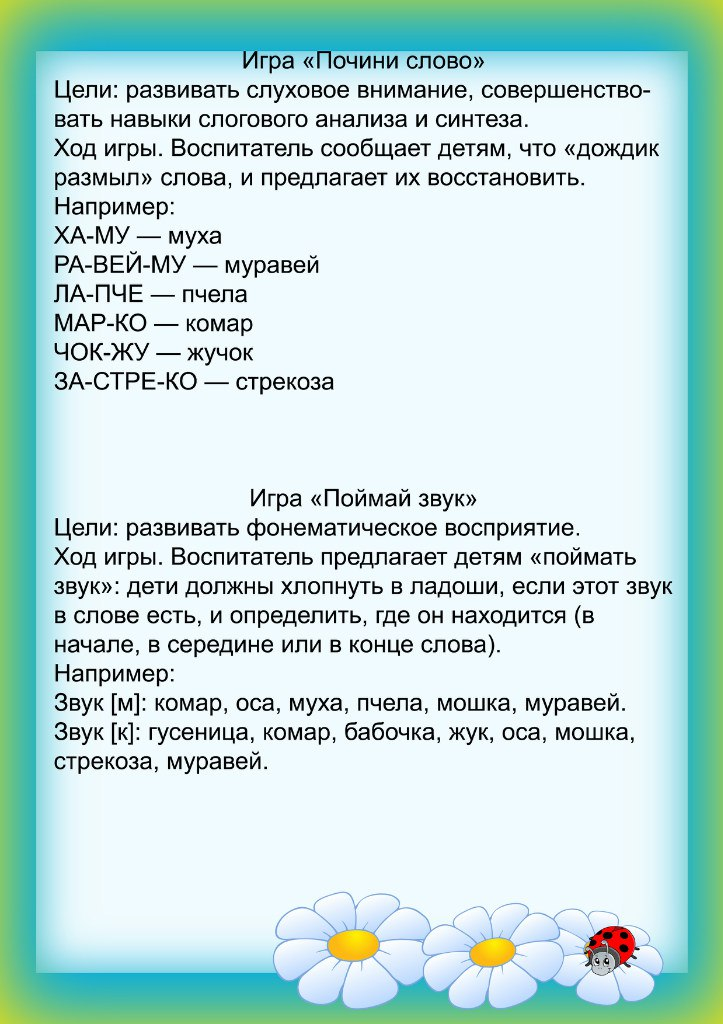 Игра «Почини слово»
Цели: развивать слуховое внимание, совершенство-
вать навыки слогового анализа и синтеза.
Ход игры. Воспитатель сообщает детям, что «дождик
размыл» слова, и предлагает их восстановить.
Например:
ХА-МУ — муха
РА-ВЕЙ-МУ — муравей
ЛА-ПЧЕ — пчела
МАР-КО — комар
ЧОК-ЖУ — жучок
ЗА-СТРЕ-КО — стрекоза
Игра «Поймай звук»
Цели: развивать фонематическое восприятие.
Ход игры. Воспитатель предлагает детям «поймать
звук»: дети должны хлопнуть в ладоши, если этот звук
в слове есть, и определить, где он находится (в
начале, в середине или в конце слова).
Например:
Звук [м]: комар, оса, муха, пчела, мошка, муравей.
Звук [к]: гусеница, комар, бабочка, жук, оса, мошка,
стрекоза, муравей.